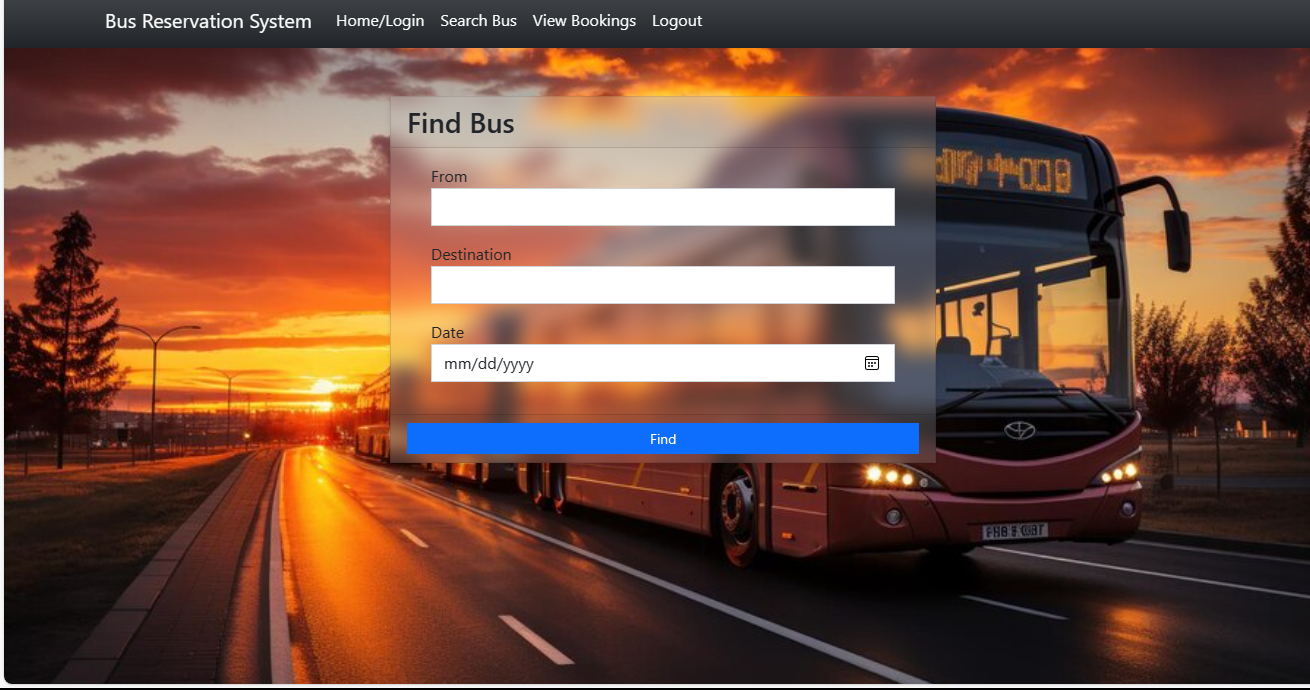 Bus Reservation System Home/Login Search Bus View Bookings Logout
Find Bus
From
Destination
Date
mm/dd/yyyy
Find